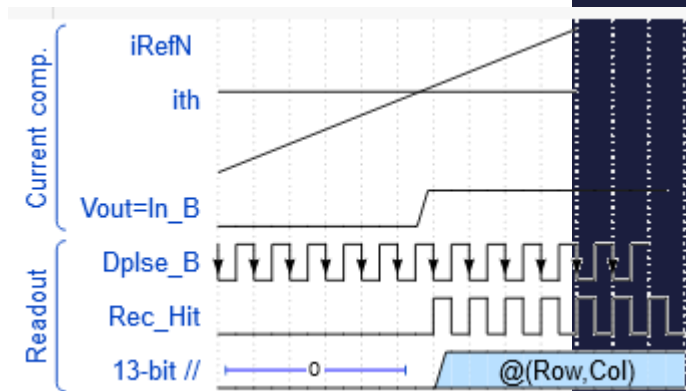 Current comp.
iRefN
ith
Vout=In_B
Readout
Dplse_B
Rec_Hit
13-bit //
0
@(Row,Col)